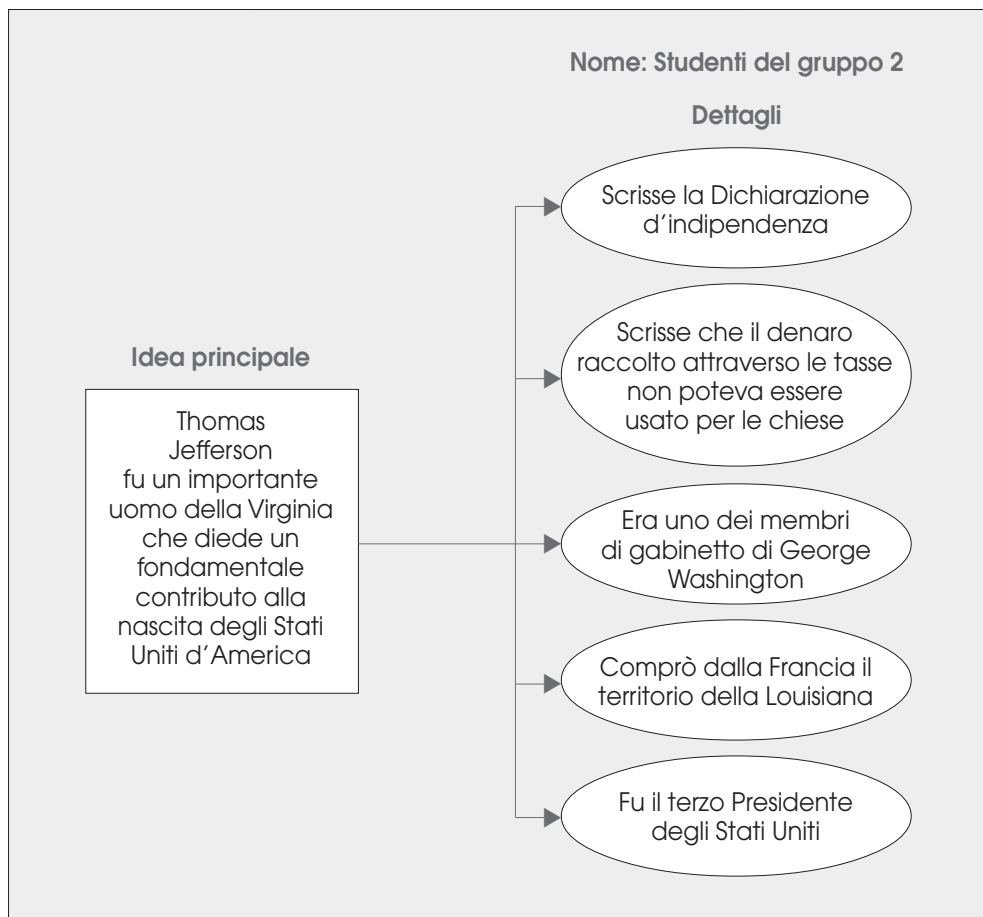 Nome: Studenti del gruppo 2
Dettagli
Scrisse la Dichiarazione
d'indipendenza
Scrisse che il denaro
raccolto attraverso le tasse
non poteva essere
usato per le chiese
Idea principale
Thomas
Jefferson
fu un importante
uomo della Virginia
che diede un
fondamentale
contributo alla
nascita degli Stati
Uniti d'America
Era uno dei membri
di gabinetto di George
Washington
Comprò dalla Francia il
territorio della Louisiana
Fu il terzo Presidente
degli Stati Uniti